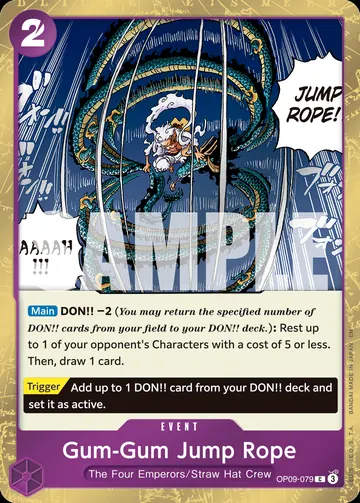 2
JUMP
ROPE!
AAAAH
!!!
SAMPLE
Main DON!! −2 (You may return the specified number of
DON!! cards from your field to your DON!! deck.): Rest up
to 1 of your opponent's Characters with a cost of 5 or less.
Then, draw 1 card.
Trigger Add up to 1 DON!! card from your DON!! deck and
set it as active.
EVENT
Gum-Gum Jump Rope
The Four Emperors/Straw Hat Crew
OP09-079 C 3